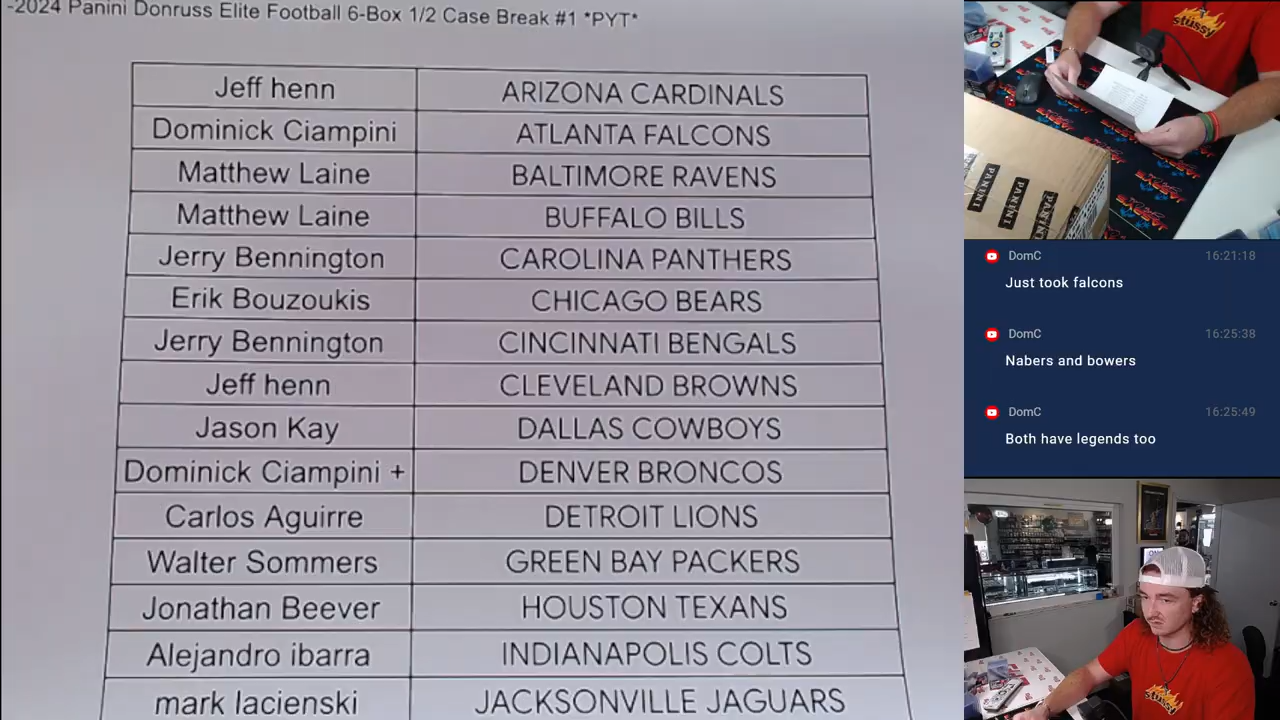 -2024 Panini Donruss Elite Football 6-Box 1/2 Case Break #1 *PYT*
Jeff henn ARIZONA CARDINALS
Dominick Ciampini ATLANTA FALCONS
Matthew Laine BALTIMORE RAVENS
Matthew Laine BUFFALO BILLS
Jerry Bennington CAROLINA PANTHERS
Erik Bouzoukis CHICAGO BEARS
Jerry Bennington CINCINNATI BENGALS
Jeff henn CLEVELAND BROWNS
Jason Kay DALLAS COWBOYS
Dominick Ciampini + DENVER BRONCOS
Carlos Aguirre DETROIT LIONS
Walter Sommers GREEN BAY PACKERS
Jonathan Beever HOUSTON TEXANS
Alejandro ibarra INDIANAPOLIS COLTS
mark lacienski JACKSONVILLE JAGUARS
stüssy
PANINI
PANINI
PANINI
DomC 16:21:18
Just took falcons
DomC 16:25:38
Nabers and bowers
DomC 16:25:49
Both have legends too
stüssy